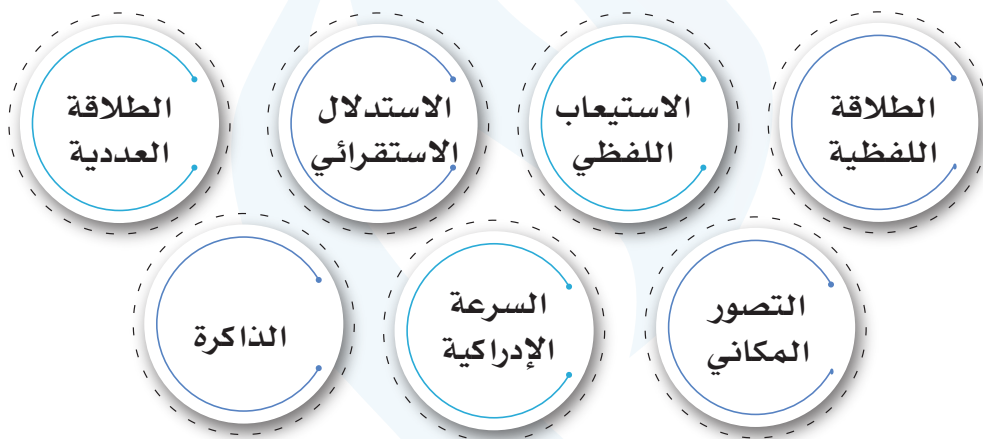 الطلاقة
اللفظية
الاستيعاب
اللفظي
الاستدلال
الاستقرائي
الطلاقة
العددية
التصور
المكاني
السرعة
الإدراكية
الذاكرة